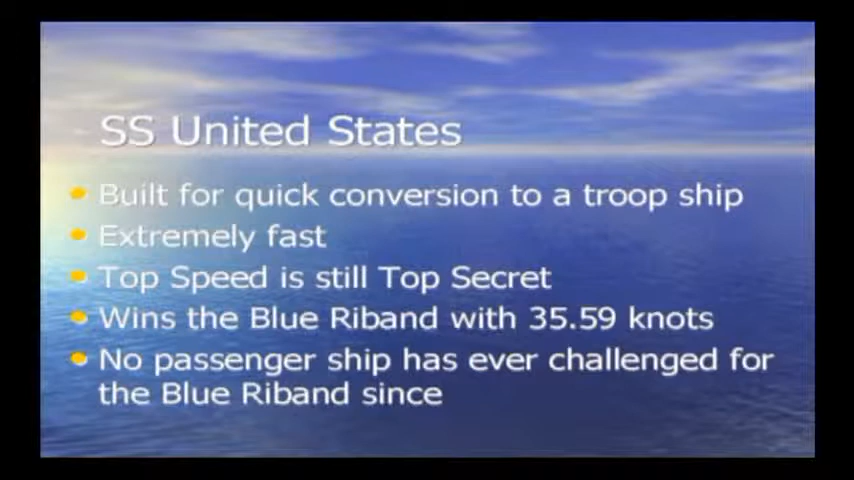 SS United States
Built for quick conversion to a troop ship
Extremely fast
Top Speed is still Top Secret
Wins the Blue Riband with 35.59 knots
No passenger ship has ever challenged for
the Blue Riband since